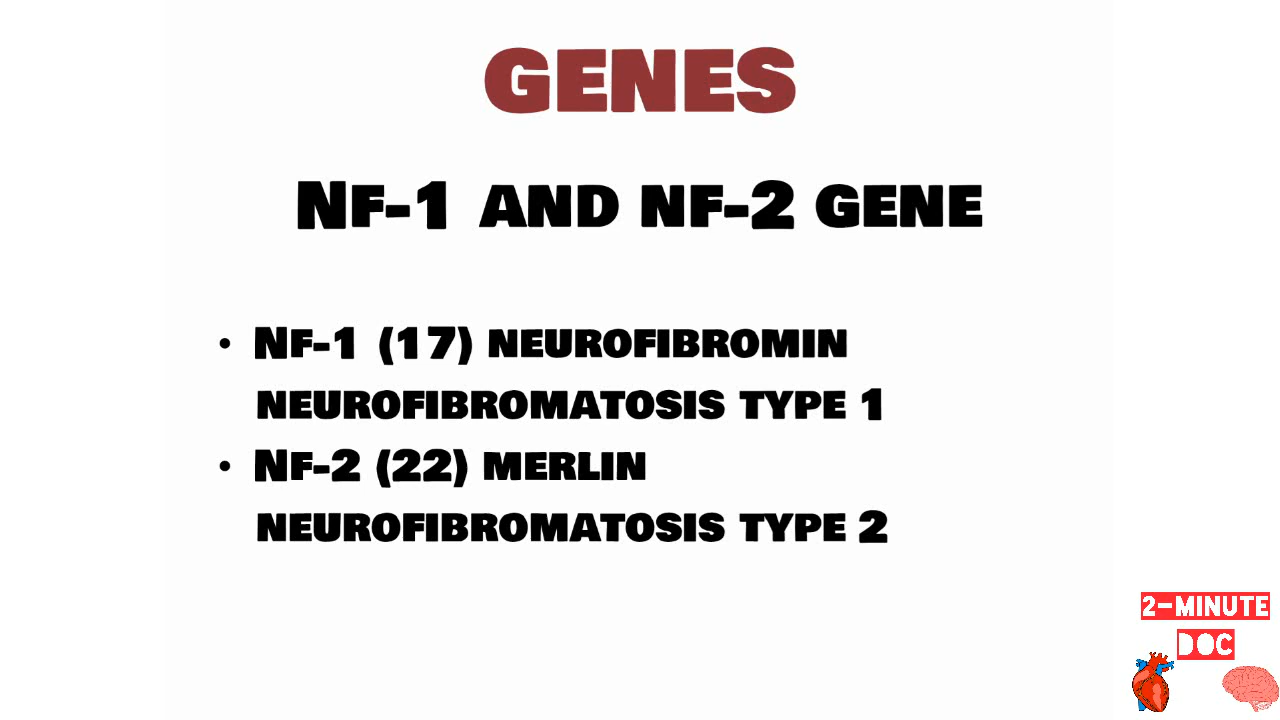 GENES
NF-1 AND NF-2 GENE
• NF-1 (17) NEUROFIBROMIN
NEUROFIBROMATOSIS TYPE 1
• NF-2 (22) MERLIN
NEUROFIBROMATOSIS TYPE 2
2-MINUTE
DOC